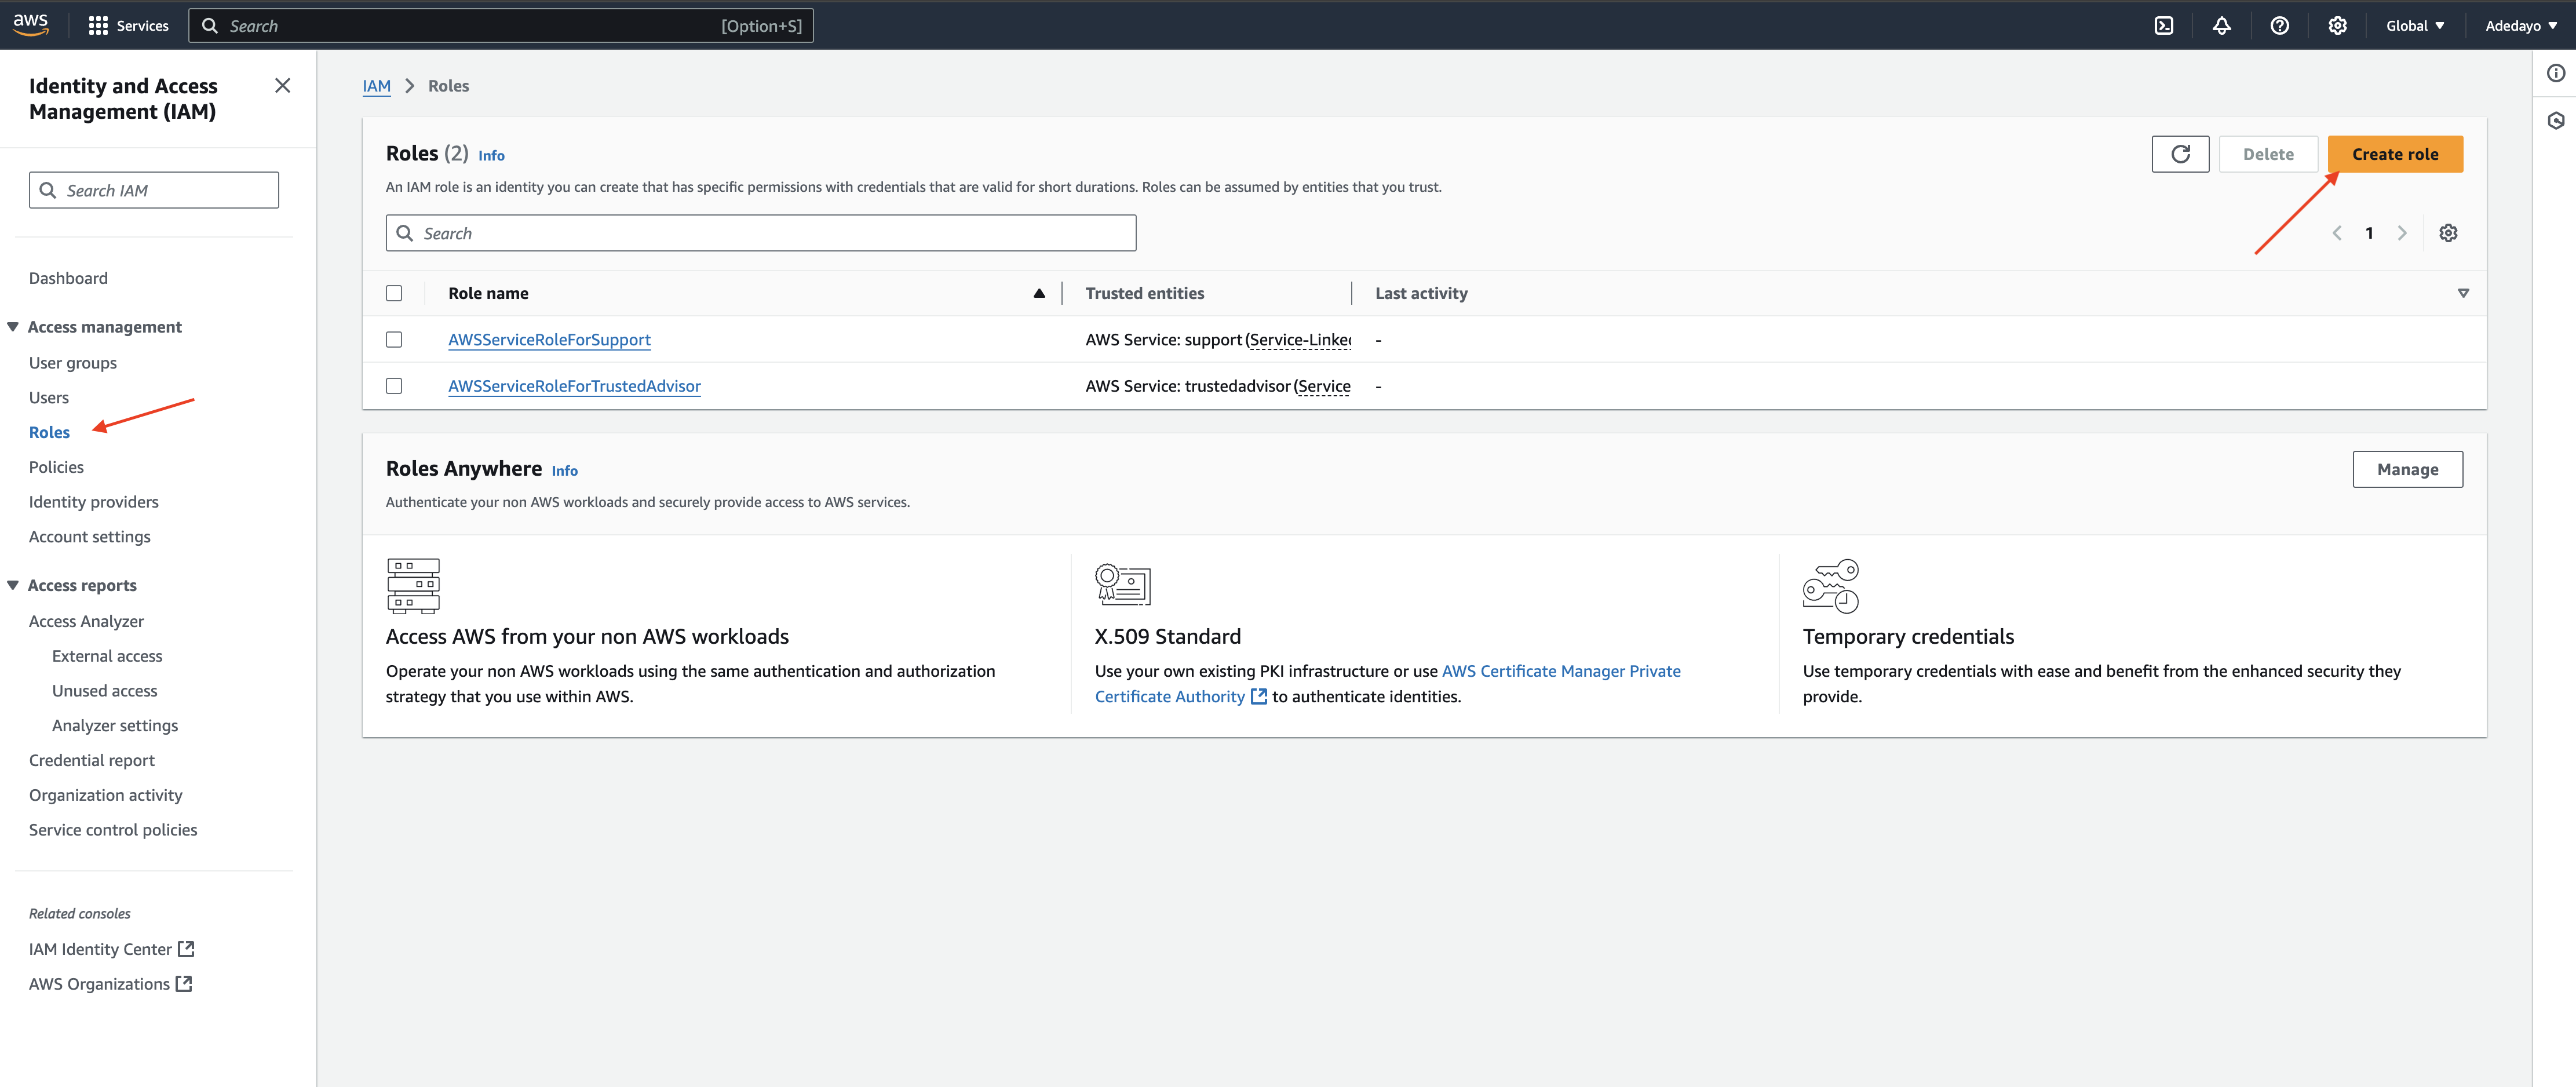 aws
Services
Search
[Option+S]
Global
Adedayo
Identity and Access
Management (IAM)
Search IAM
Dashboard
Access management
User groups
Users
Roles
Policies
Identity providers
Account settings
Access reports
Access Analyzer
External access
Unused access
Analyzer settings
Credential report
Organization activity
Service control policies
Related consoles
IAM Identity Center
AWS Organizations
IAM > Roles
Roles (2) Info
An IAM role is an identity you can create that has specific permissions with credentials that are valid for short durations. Roles can be assumed by entities that you trust.
Delete
Create role
Search
1
Role name
Trusted entities
Last activity
AWSServiceRoleForSupport
AWS Service: support (Service-Linked
-
AWSServiceRoleForTrustedAdvisor
AWS Service: trustedadvisor (Service
-
Roles Anywhere Info
Authenticate your non AWS workloads and securely provide access to AWS services.
Manage
Access AWS from your non AWS workloads
Operate your non AWS workloads using the same authentication and authorization
strategy that you use within AWS.
X.509 Standard
Use your own existing PKI infrastructure or use AWS Certificate Manager Private
Certificate Authority to authenticate identities.
Temporary credentials
Use temporary credentials with ease and benefit from the enhanced security they
provide.